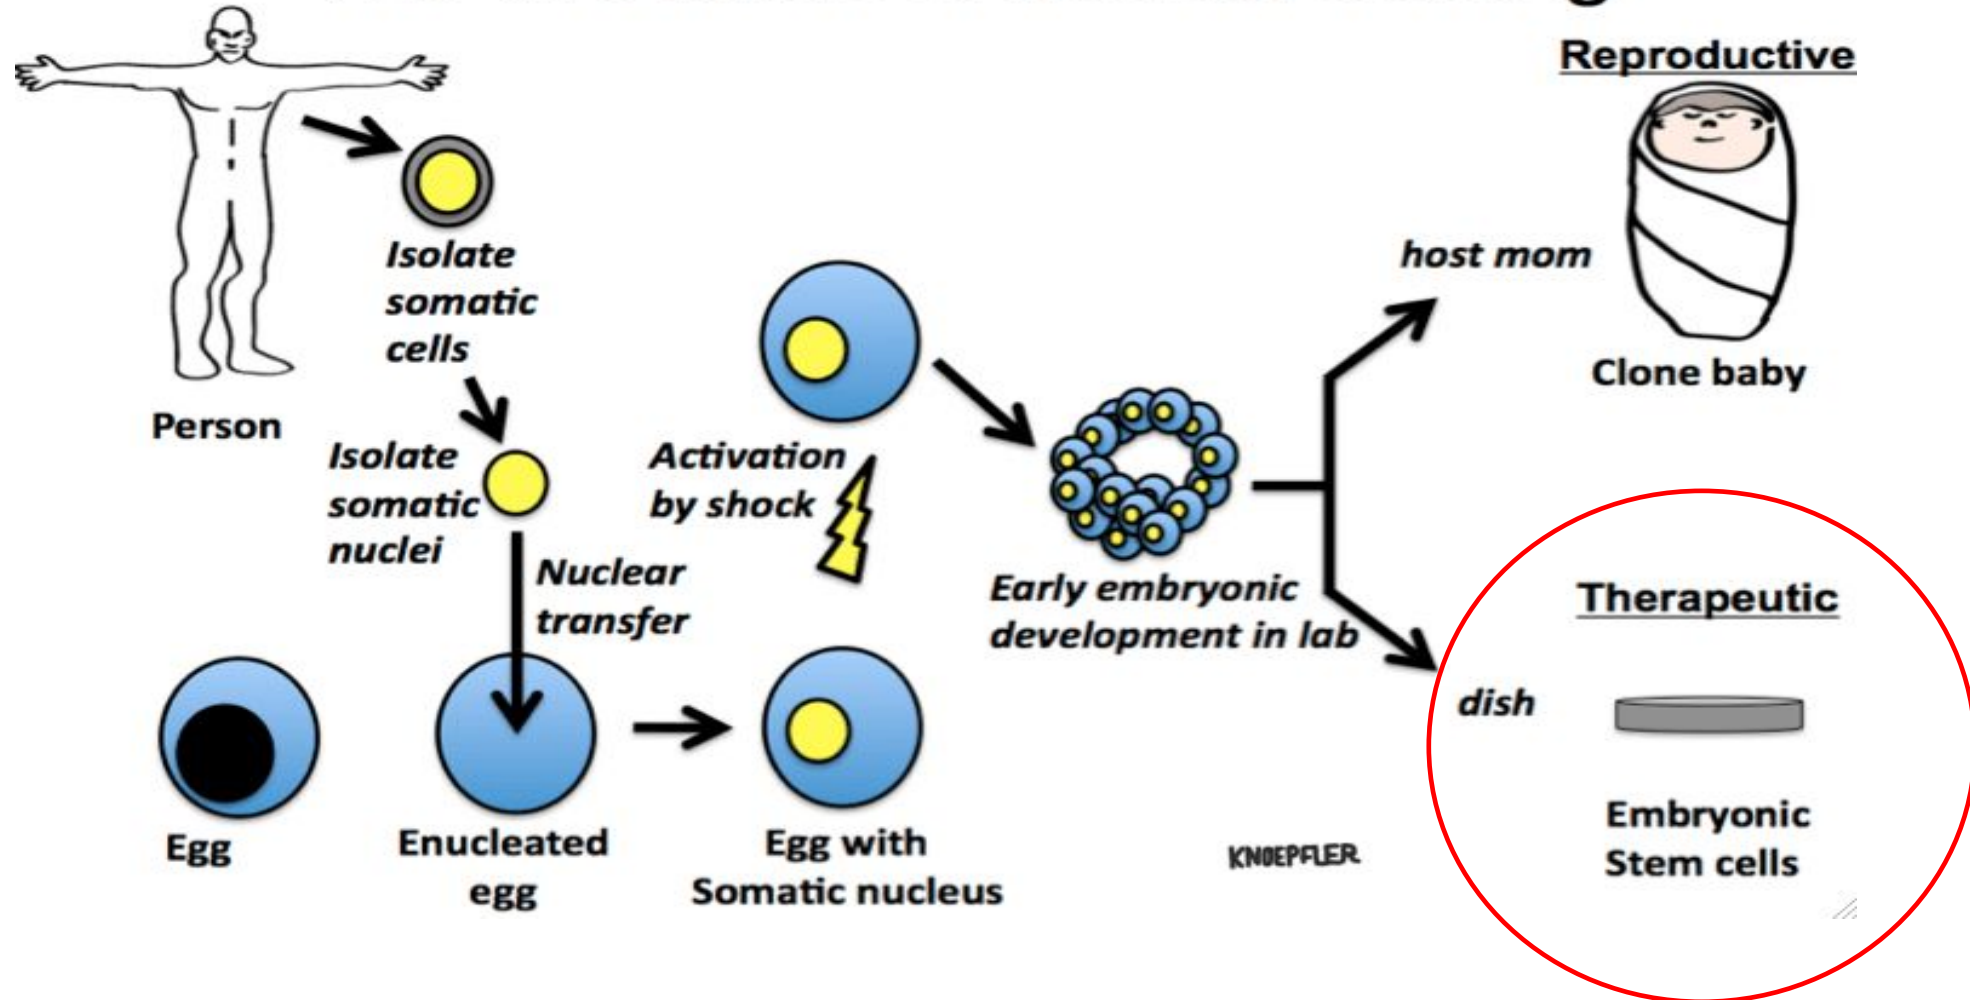 Reproductive
host mom
Clone baby
Person
Isolate
somatic
cells
Isolate
somatic
nuclei
Nuclear
transfer
Activation
by shock
Early embryonic
development in lab
Egg
Enucleated
egg
Egg with
Somatic nucleus
KNOEPFLER
Therapeutic
dish
Embryonic
Stem cells